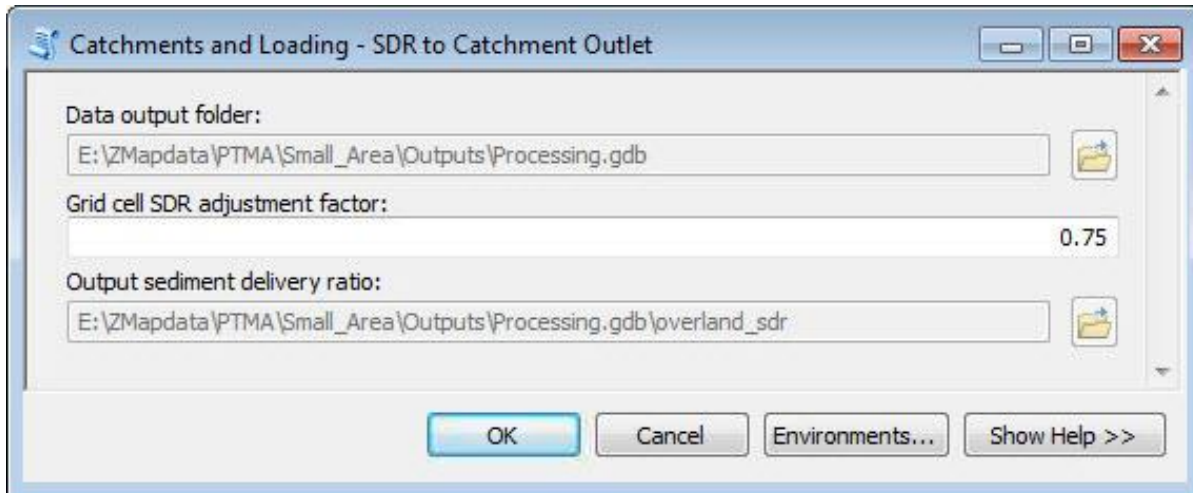 Catchments and Loading - SDR to Catchment Outlet
Data output folder:
E:\ZMapdata\PTMA\Small_Area\Outputs\Processing.gdb
Grid cell SDR adjustment factor:
0.75
Output sediment delivery ratio:
E:\ZMapdata\PTMA\Small_Area\Outputs\Processing.gdb\overland_sdr
OK Cancel Environments... Show Help >>